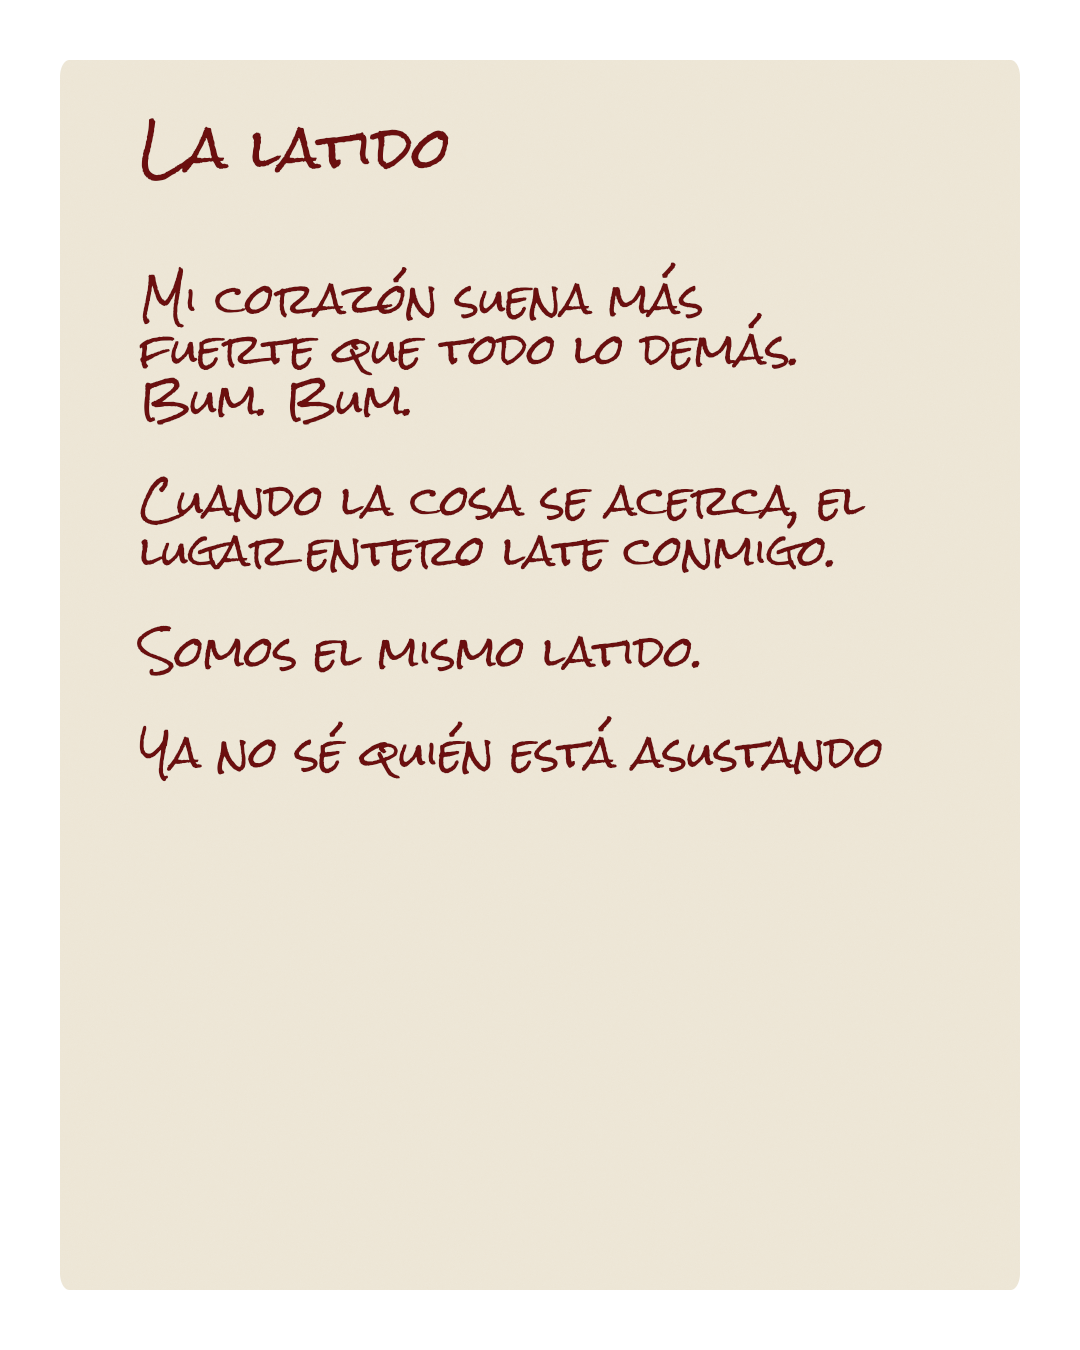 La latido
Mi corazón suena más
fuerte que todo lo demás.
Bum. Bum.
Cuando la cosa se acerca, el
lugar entero late conmigo.
Somos el mismo latido.
Ya no sé quién está asustando